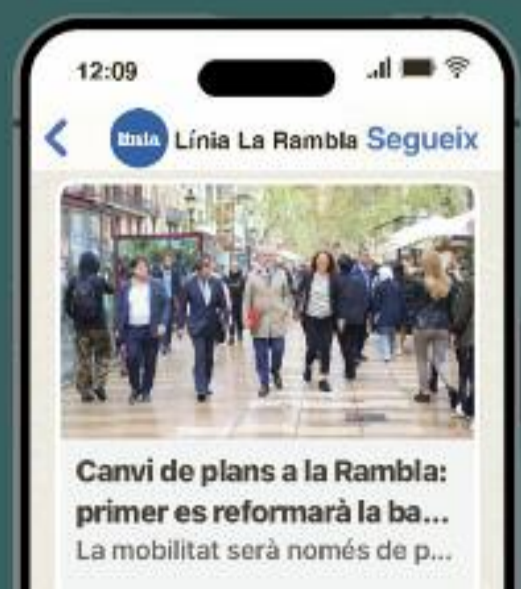 12:09
línia Línia La Rambla Segueix
Canvi de plans a la Rambla:
primer es reformarà la ba...
La mobilitat serà només de p...